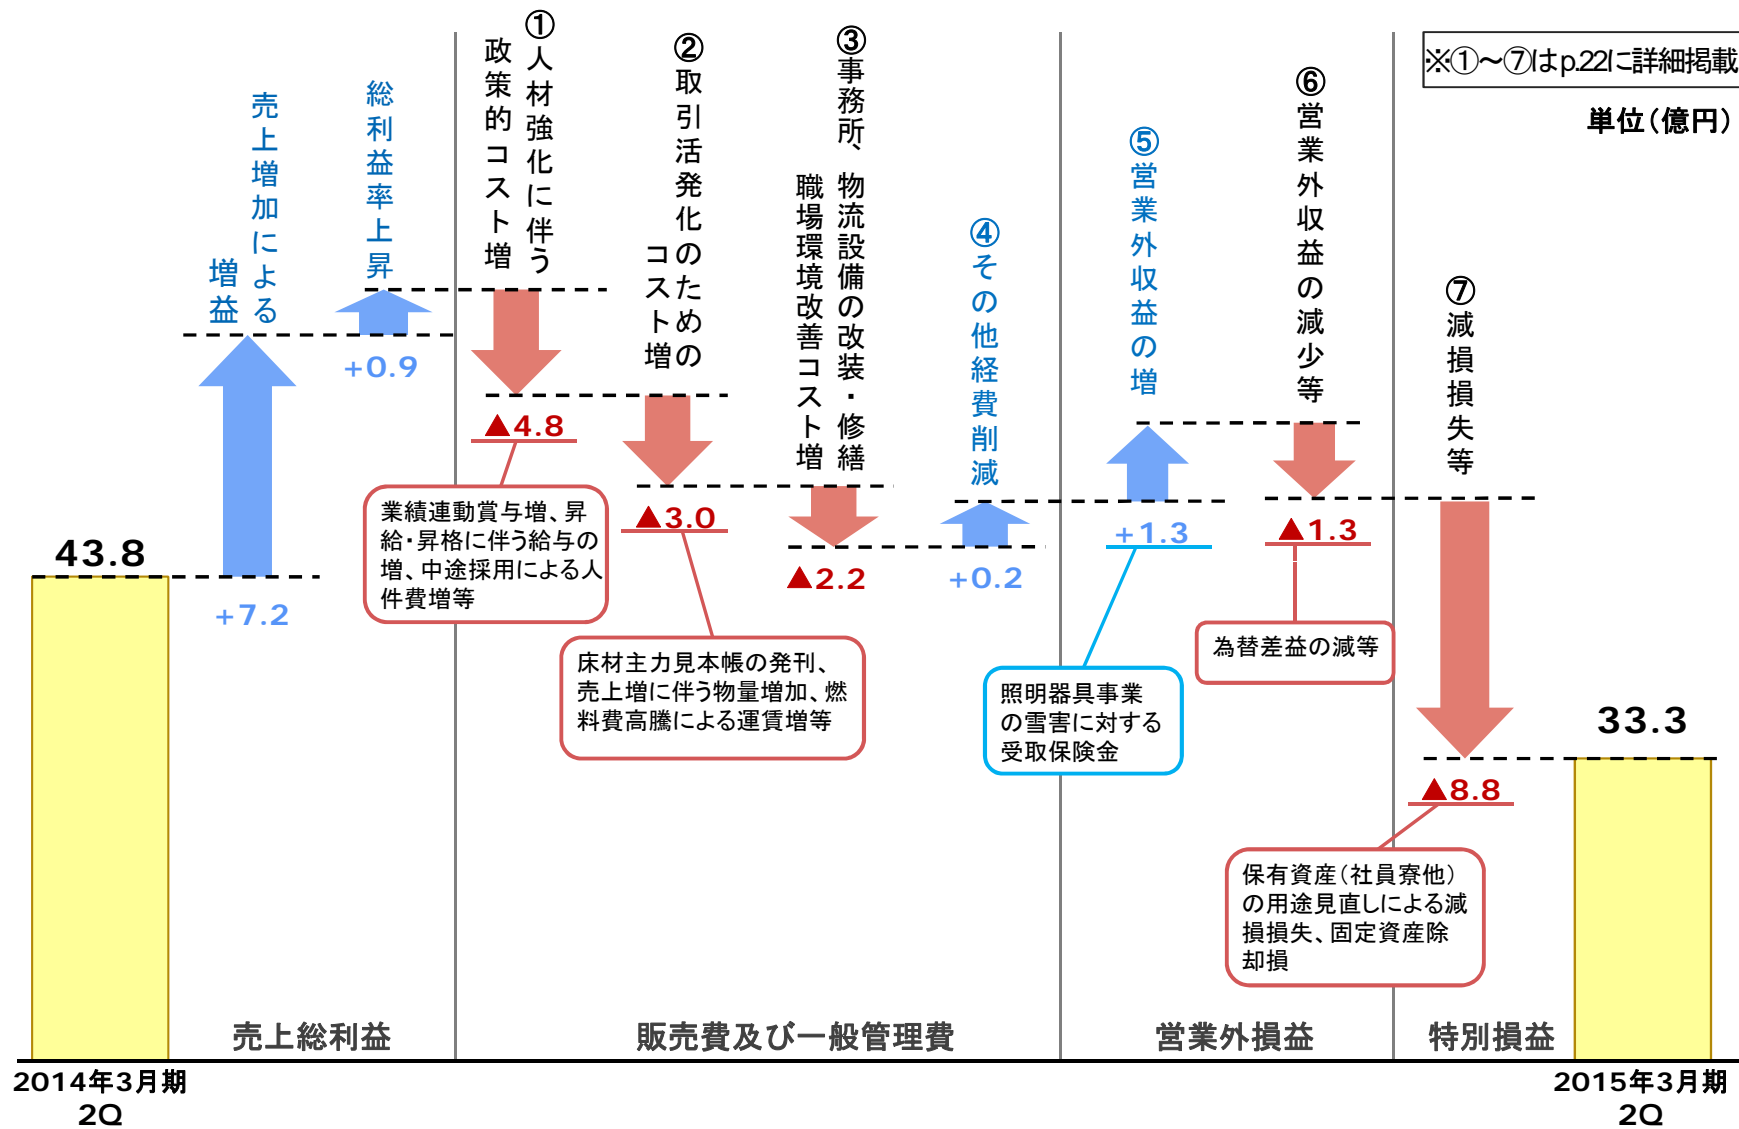 ※①～⑦はp.22に詳細掲載
単位（億円）
売上増加による
増益
総利益率上昇
①人材強化に伴う
政策的コスト増
②取引活発化のための
コスト増
③事務所、物流設備の改装・修繕
職場環境改善コスト増
④その他経費削減
⑤営業外収益の増
⑥営業外収益の減少等
⑦減損損失等
43.8
+7.2
+0.9
▲4.8
業績連動賞与増、昇
給・昇格に伴う給与の
増、中途採用による人
件費増等
▲3.0
床材主力見本帳の発刊、
売上増に伴う物量増加、燃
料費高騰による運賃増等
▲2.2
+0.2
+1.3
照明器具事業
の雪害に対する
受取保険金
▲1.3
為替差益の減等
▲8.8
保有資産（社員寮他）
の用途見直しによる減
損損失、固定資産除
却損
33.3
売上総利益
販売費及び一般管理費
営業外損益
特別損益
2014年3月期
2Q
2015年3月期
2Q